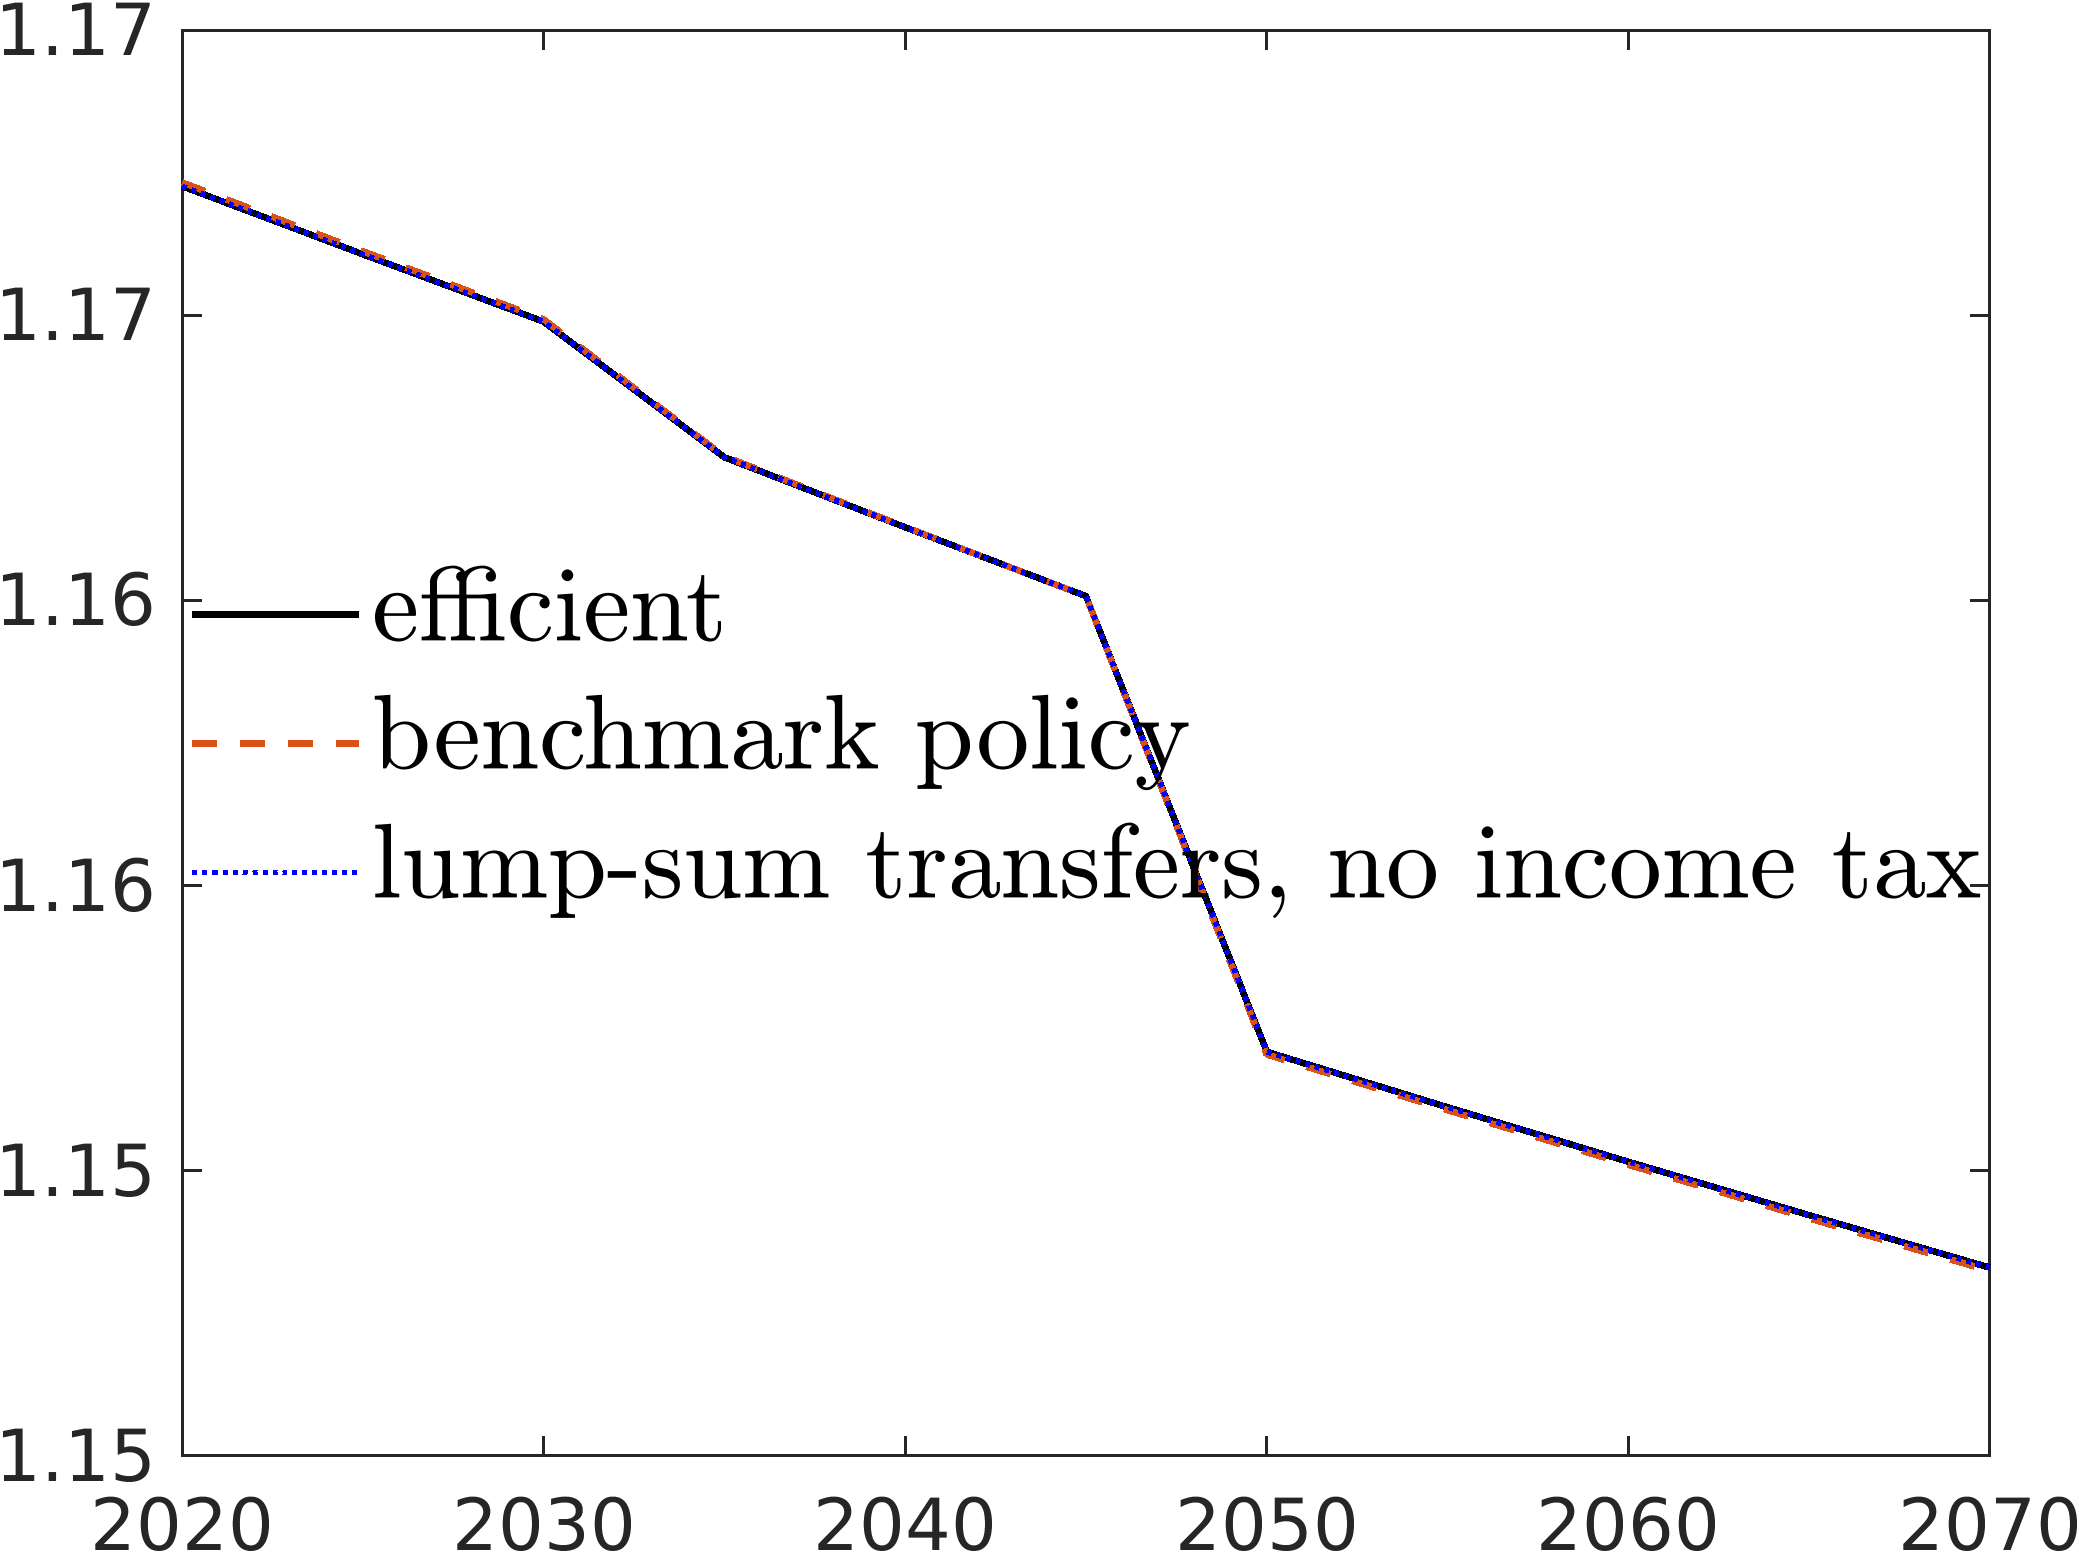 1.17
1.17
1.16
efficient
benchmark policy
lump-sum transfers, no income tax
1.16
1.15
1.15
2020 2030 2040 2050 2060 2070